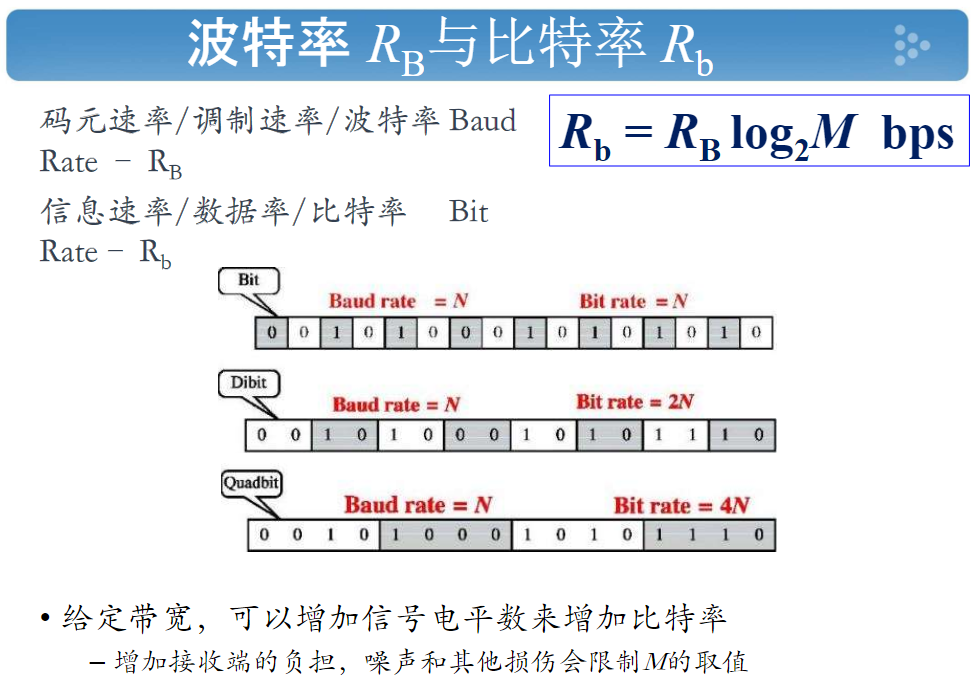 波特率 R_B与比特率 R_b
码元速率/调制速率/波特率 Baud
Rate － R_B
R_b = R_B log_2M bps
信息速率/数据率/比特率 Bit
Rate－ R_b
Bit
Baud rate = N Bit rate = N
0 0 1 0 1 0 0 0 1 0 1 0 1 0 1 0
Dibit
Baud rate = N Bit rate = 2N
0 0 1 0 1 0 0 0 1 0 1 0 1 1 1 0
Quadbit
Baud rate = N Bit rate = 4N
0 0 1 0 1 0 0 0 1 0 1 0 1 1 1 0
• 给定带宽，可以增加信号电平数来增加比特率
– 增加接收端的负担，噪声和其他损伤会限制M的取值